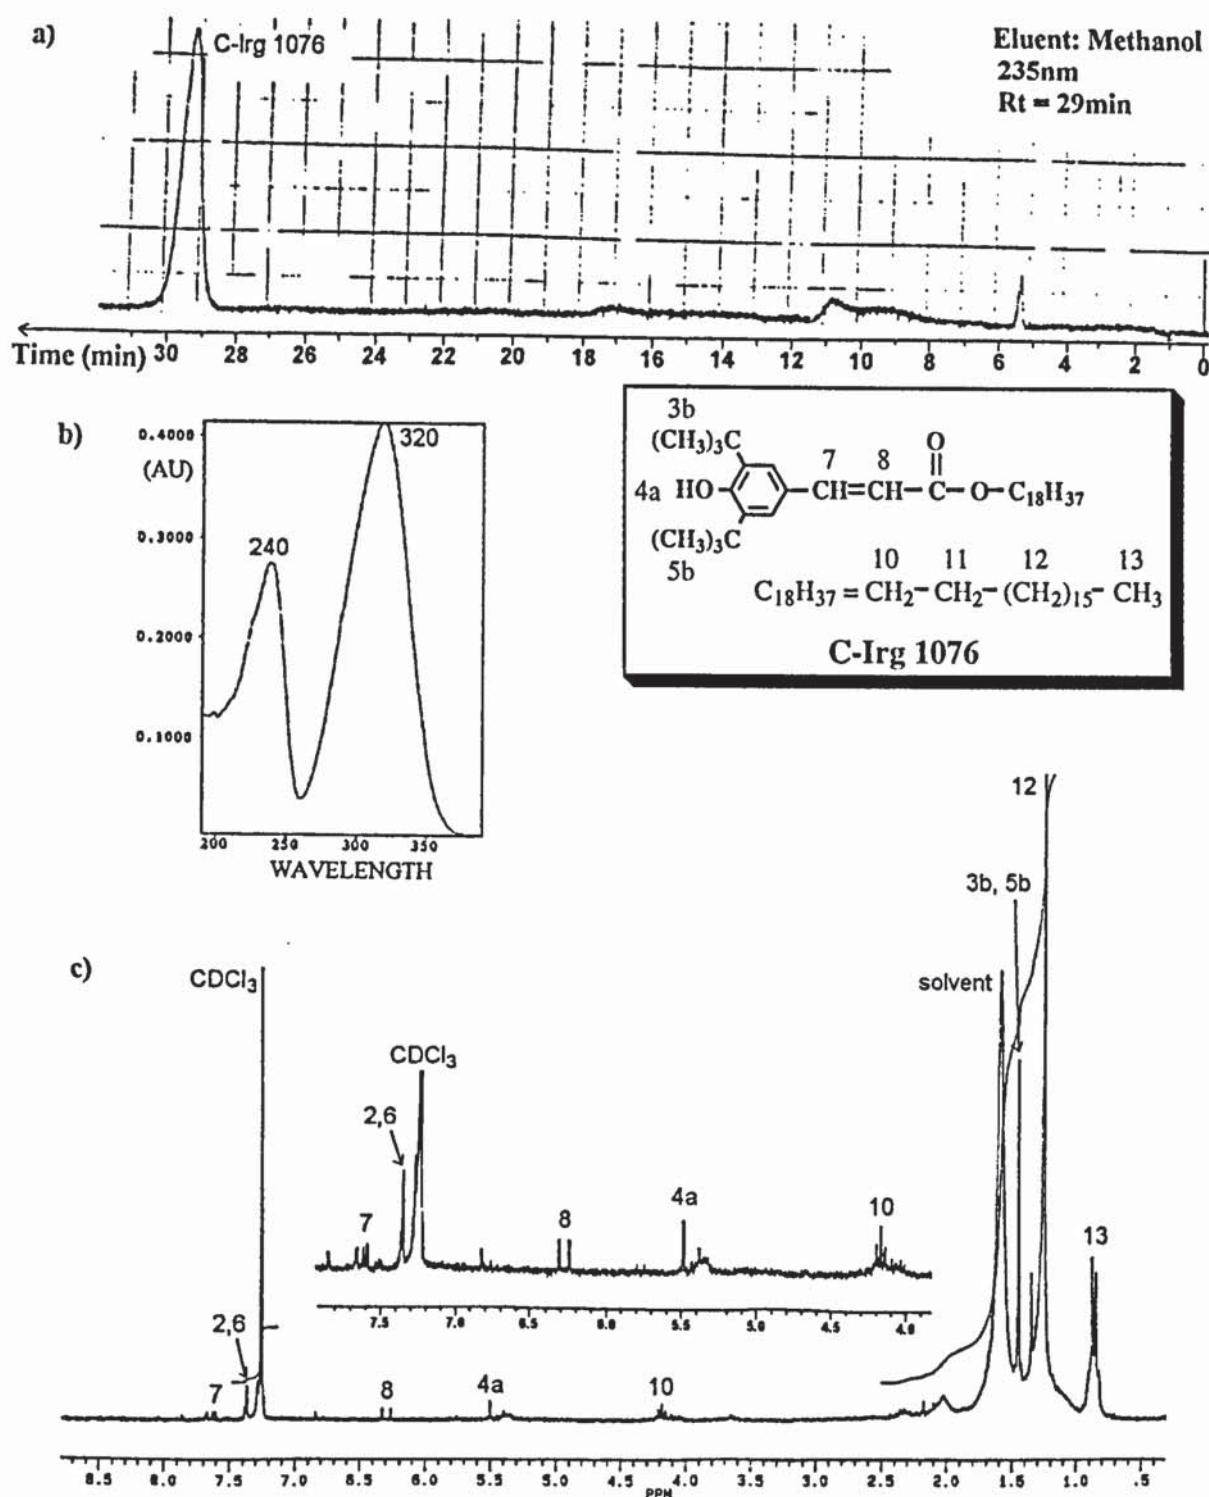 a)
C-Irg 1076
Eluent: Methanol
235nm
Rt = 29min
Time (min) 30 28 26 24 22 20 18 16 14 12 10 8 6 4 2 0
b)
0.4000
(AU)
0.3000
0.2000
0.1000
240
320
200 250 300 350
WAVELENGTH
3b
(CH₃)₃C
O
7 8
4a HO CH=CH-C-O-C₁₈H₃₇
(CH₃)₃C
5b
10 11 12 13
C₁₈H₃₇ = CH₂-CH₂-(CH₂)₁₅-CH₃
C-Irg 1076
c)
CDCl₃
2,6
7
8
4a
10
solvent
3b, 5b
12
13
CDCl₃
2,6
7
8
4a
10
7.5 7.0 6.5 6.0 5.5 5.0 4.5 4.0
8.5 8.0 7.5 7.0 6.5 6.0 5.5 5.0 4.5 4.0 3.5 3.0 2.5 2.0 1.5 1.0 .5
PPM